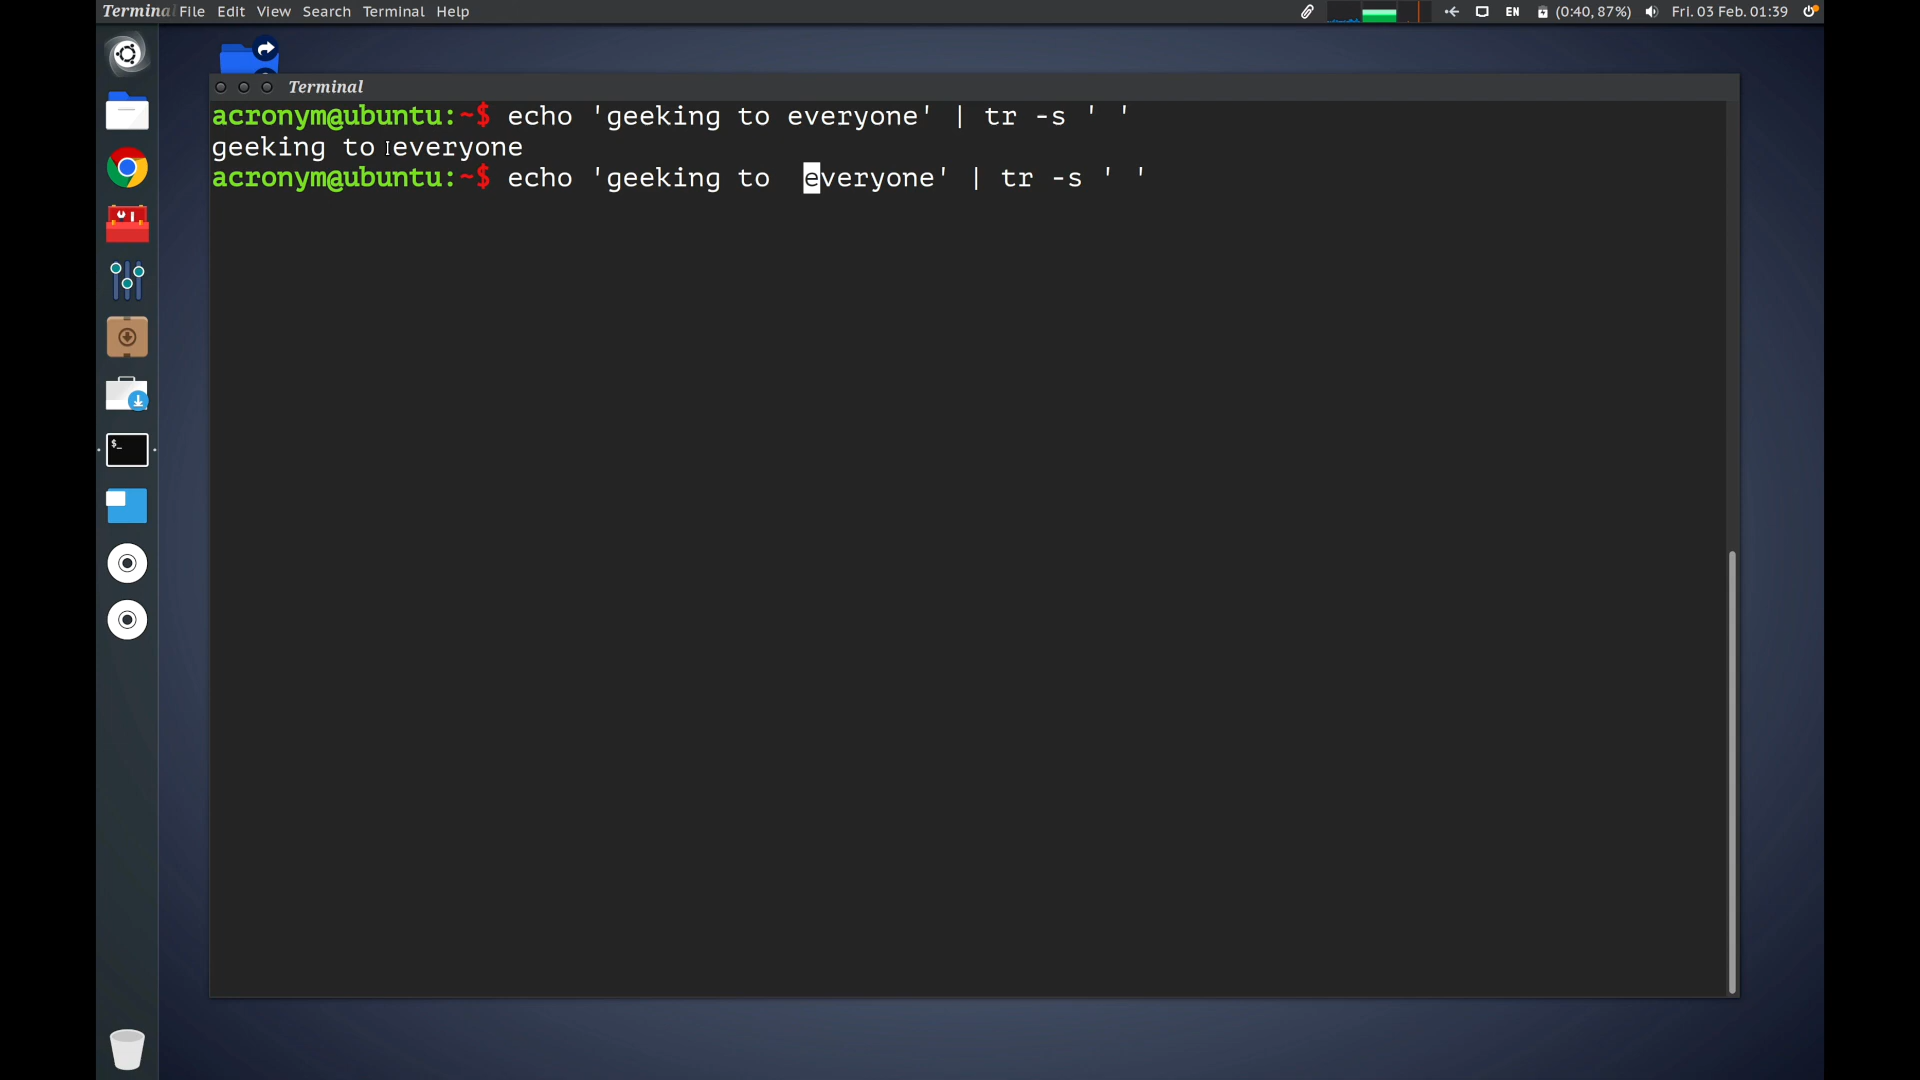 Terminal File Edit View Search Terminal Help EN (0:40, 87%) Fri. 03 Feb. 01:39
Terminal
acronym@ubuntu:~$ echo 'geeking to everyone' | tr -s ' '
geeking to everyone
acronym@ubuntu:~$ echo 'geeking to  everyone' | tr -s ' '
$_